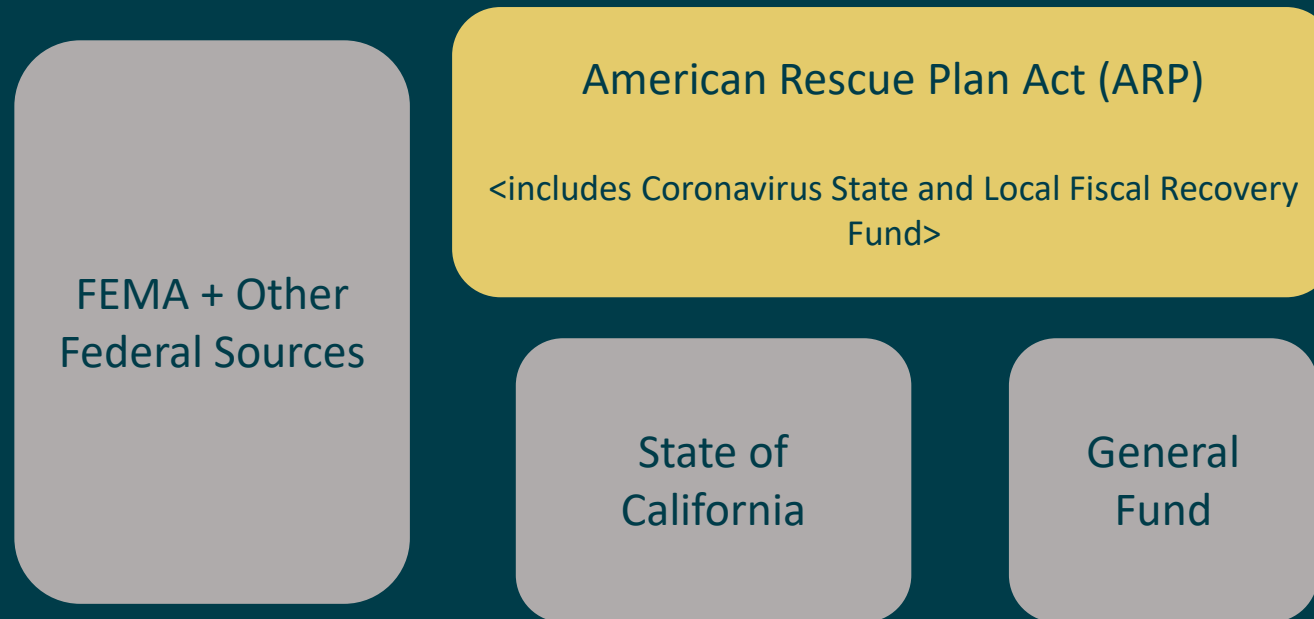 FEMA + Other
Federal Sources
American Rescue Plan Act (ARP)
<includes Coronavirus State and Local Fiscal Recovery
Fund>
State of
California
General
Fund